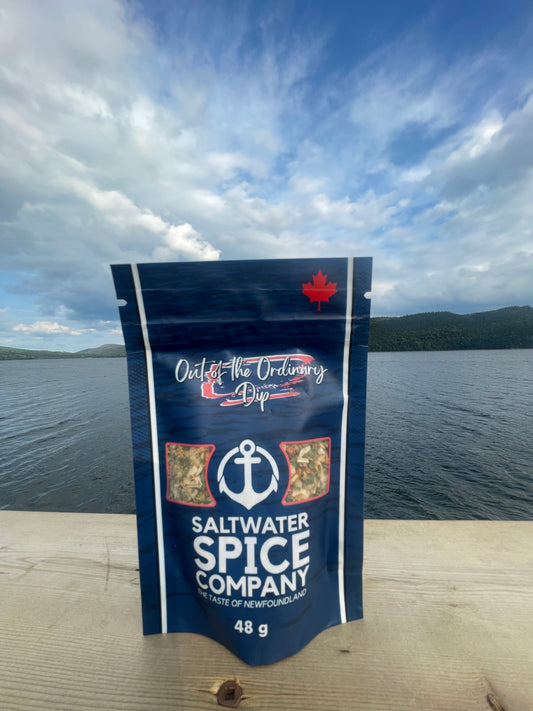 Out of the Ordinary
Dip
SALTWATER
SPICE
COMPANY
THE TASTE OF NEWFOUNDLAND
48 g